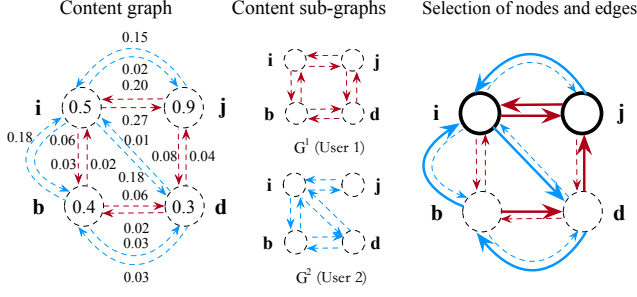 Content graph
Content sub-graphs
Selection of nodes and edges
0.15
0.02
0.20
i
0.5
0.9
j
0.27
0.18
0.06
0.01
0.03
0.02
0.08
0.04
0.18
b
0.4
0.06
0.3
d
0.02
0.03
0.03
i
j
b
d
G1 (User 1)
i
j
b
d
G2 (User 2)
i
j
b
d